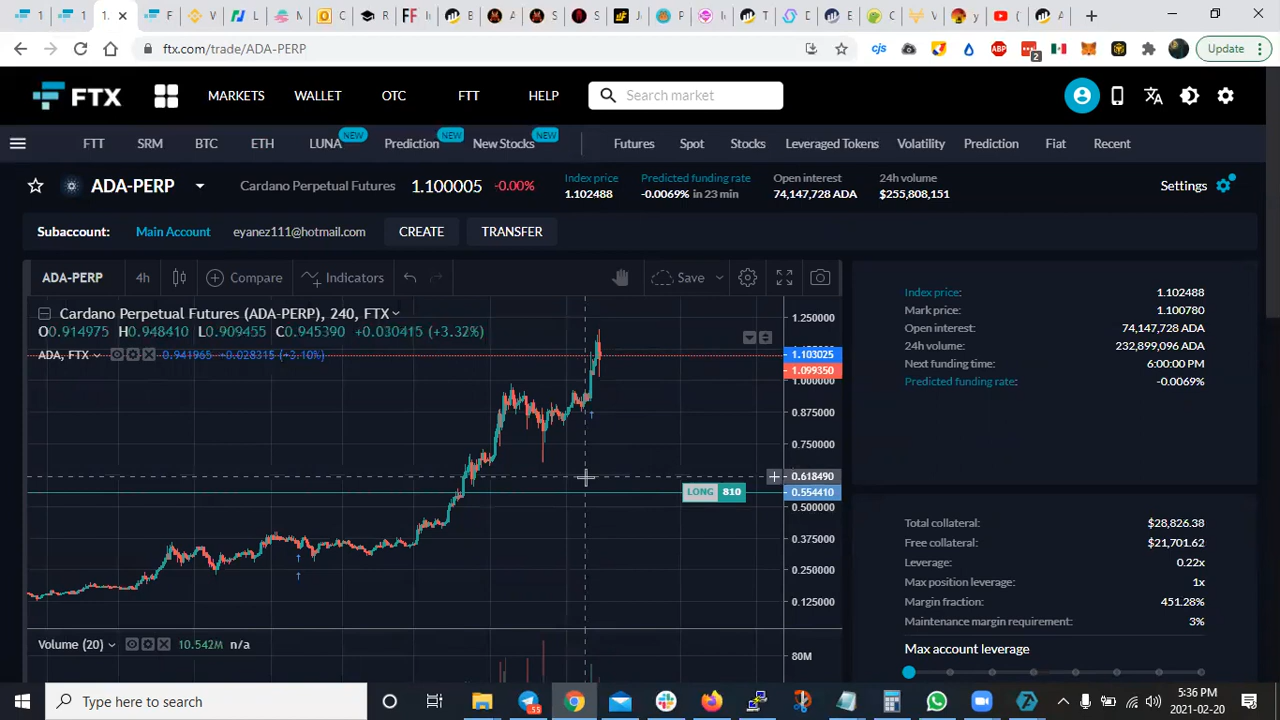 ftx.com/trade/ADA-PERP
cjs
ABP
2
Update
FTX
MARKETS
WALLET
OTC
FTT
HELP
Search market
FTT
SRM
BTC
ETH
LUNA
NEW
Prediction
NEW
New Stocks
NEW
Futures
Spot
Stocks
Leveraged Tokens
Volatility
Prediction
Fiat
Recent
ADA-PERP
Cardano Perpetual Futures
1.100005
-0.00%
Index price
1.102488
Predicted funding rate
-0.0069% in 23 min
Open interest
74,147,728 ADA
24h volume
$255,808,151
Settings
Subaccount:
Main Account
eyanez111@hotmail.com
CREATE
TRANSFER
ADA-PERP
4h
Compare
Indicators
Save
Cardano Perpetual Futures (ADA-PERP), 240, FTX
O0.914975 H0.948410 L0.909455 C0.945390 +0.030415 (+3.32%)
ADA, FTX
0.941965 +0.028315 (+3.10%)
1.250000
1.103025
1.099350
1.000000
0.875000
0.750000
0.618490
0.554410
0.500000
0.375000
0.250000
0.125000
LONG 810
Volume (20)
10.542M n/a
80M
Index price: 1.102488
Mark price: 1.100780
Open interest: 74,147,728 ADA
24h volume: 232,899,096 ADA
Next funding time: 6:00:00 PM
Predicted funding rate: -0.0069%
Total collateral: $28,826.38
Free collateral: $21,701.62
Leverage: 0.22x
Max position leverage: 1x
Margin fraction: 451.28%
Maintenance margin requirement: 3%
Max account leverage
Type here to search
55
5:36 PM
2021-02-20